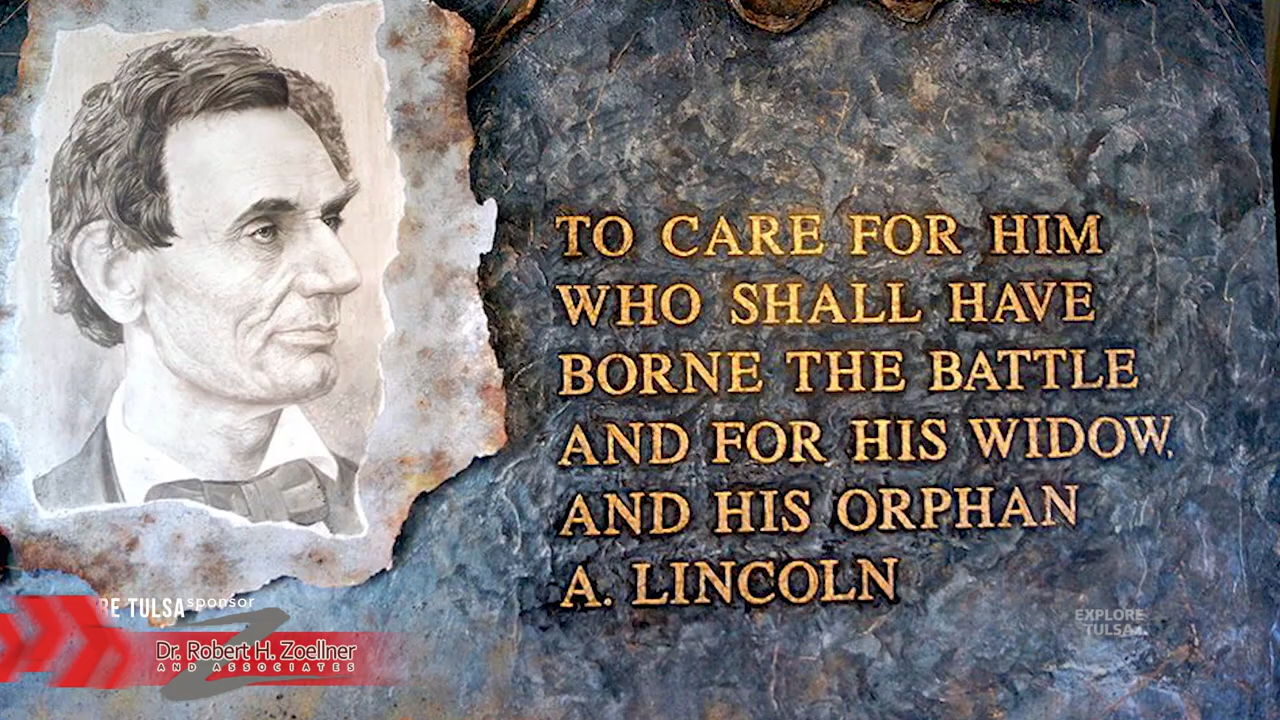 TO CARE FOR HIM
WHO SHALL HAVE
BORNE THE BATTLE
AND FOR HIS WIDOW,
AND HIS ORPHAN
A. LINCOLN
RE TULSA sponsor
Dr. Robert H. Zoellner
AND ASSOCIATES
EXPLORE
TULSA